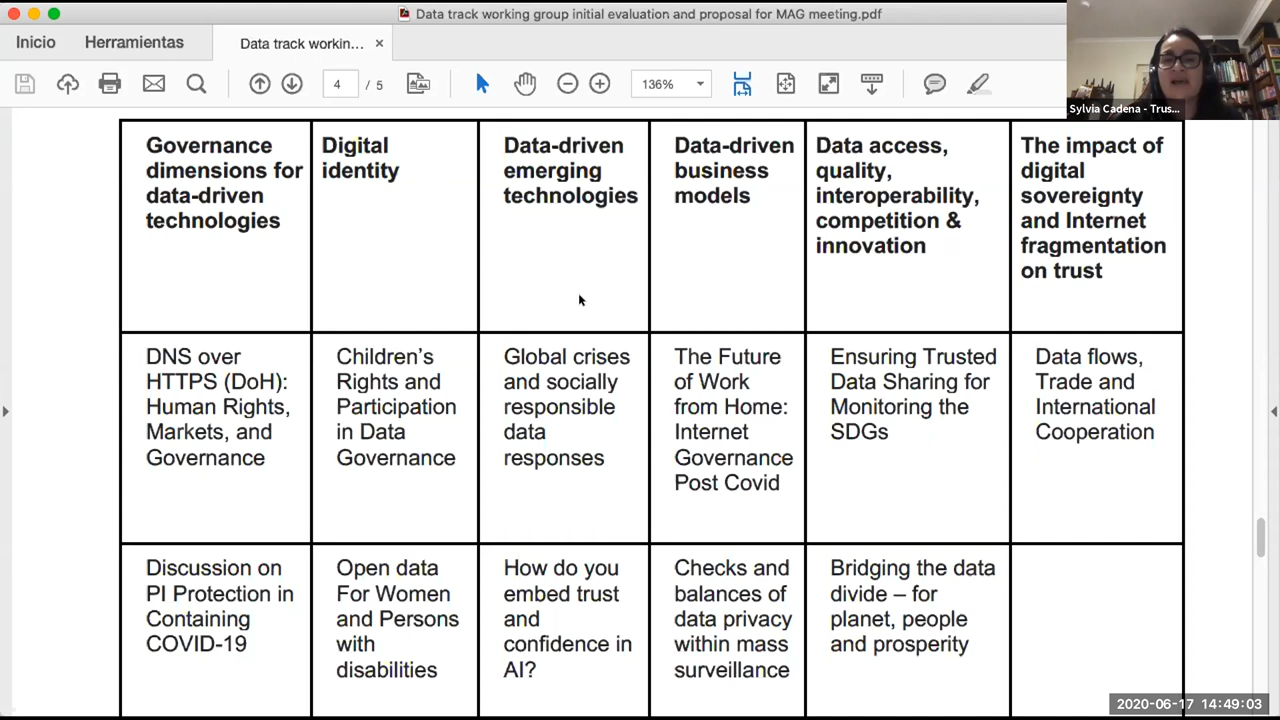 Data track working group initial evaluation and proposal for MAG meeting.pdf
Inicio
Herramientas
Data track workin...
×
4 / 5
136%
Sylvia Cadena - Trus...
Governance
dimensions for
data-driven
technologies
Digital
identity
Data-driven
emerging
technologies
Data-driven
business
models
Data access,
quality,
interoperability,
competition &
innovation
The impact of
digital
sovereignty
and Internet
fragmentation
on trust
DNS over
HTTPS (DoH):
Human Rights,
Markets, and
Governance
Children's
Rights and
Participation
in Data
Governance
Global crises
and socially
responsible
data
responses
The Future
of Work
from Home:
Internet
Governance
Post Covid
Ensuring Trusted
Data Sharing for
Monitoring the
SDGs
Data flows,
Trade and
International
Cooperation
Discussion on
PI Protection in
Containing
COVID-19
Open data
For Women
and Persons
with
disabilities
How do you
embed trust
and
confidence in
AI?
Checks and
balances of
data privacy
within mass
surveillance
Bridging the data
divide – for
planet, people
and prosperity
2020-06-17 14:49:03